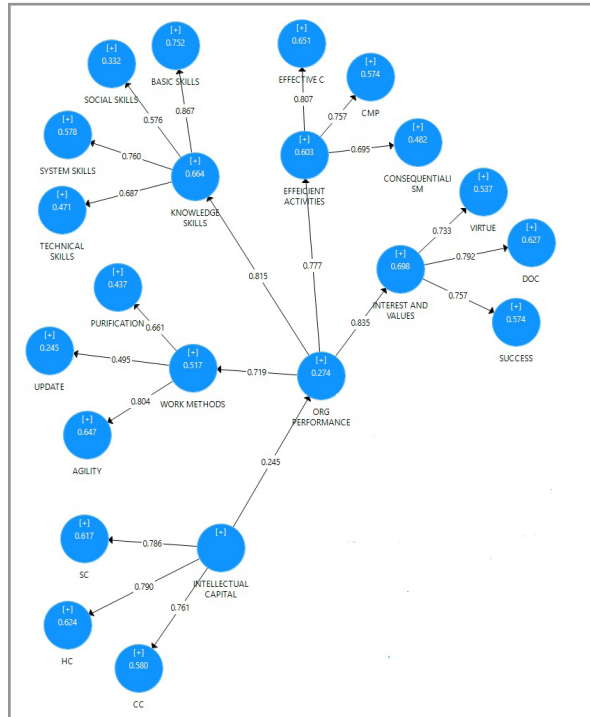 [+]
0.752
BASIC SKILLS
[+]
0.332
SOCIAL SKILLS
[+]
0.578
SYSTEM SKILLS
[+]
0.471
TECHNICAL
SKILLS
0.867
0.576
0.760
0.687
[+]
0.664
KNOWLEDGE
SKILLS
[+]
0.651
EFFECTIVE C
[+]
0.574
CMP
[+]
0.482
CONSEQUENTIALI
SM
0.807
0.757
0.695
[+]
0.603
EFFEICIENT
ACTIVITIES
[+]
0.537
VIRTUE
[+]
0.627
DOC
[+]
0.574
SUCCESS
0.733
0.792
0.757
[+]
0.698
INTEREST AND
VALUES
0.815
0.777
0.835
[+]
0.437
PURIFICATION
[+]
0.245
UPDATE
[+]
0.647
AGILITY
0.661
0.495
0.804
[+]
0.517
WORK METHODS
0.719
[+]
0.274
ORG
PERFORMANCE
0.245
[+]
INTELLECTUAL
CAPITAL
0.786
0.790
0.761
[+]
0.617
SC
[+]
0.624
HC
[+]
0.580
CC